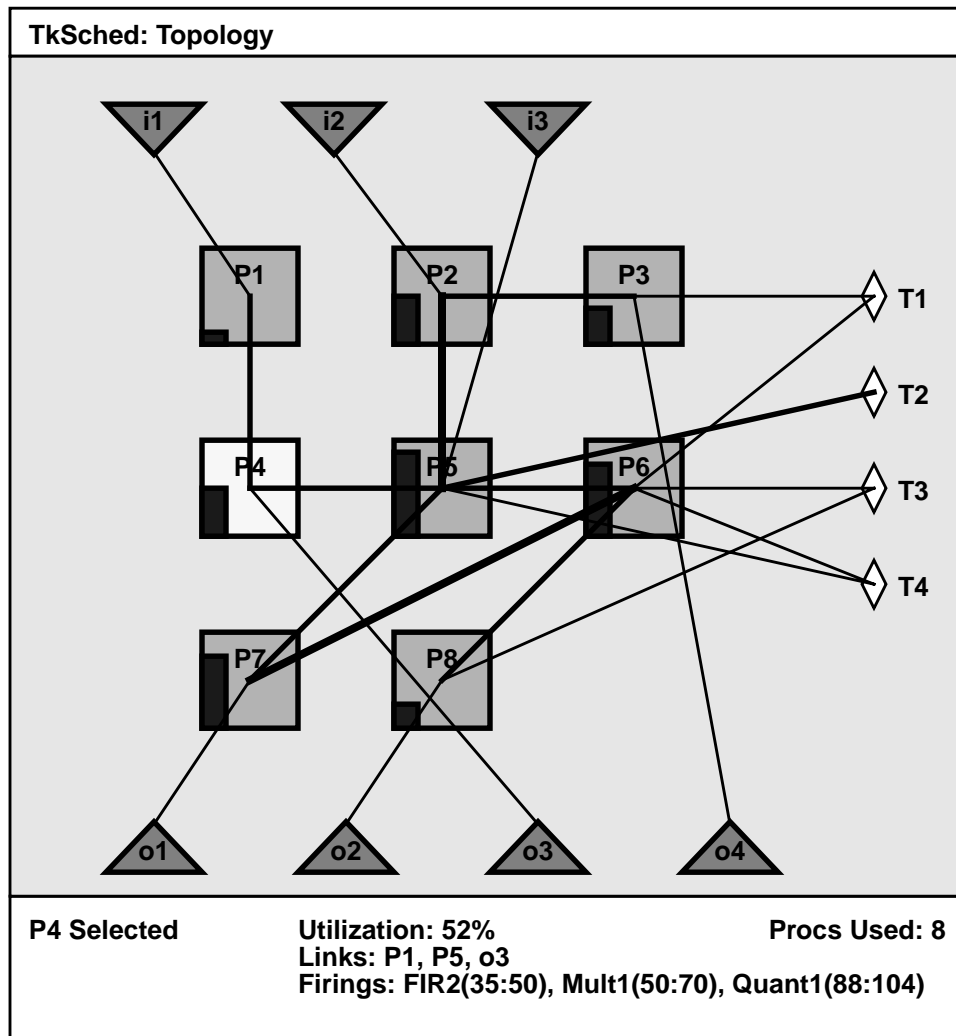 TkSched: Topology
i1 i2 i3
P1 P2 P3
T1
T2
P4 P5 P6
T3
T4
P7 P8
o1 o2 o3 o4
P4 Selected Utilization: 52% Procs Used: 8
Links: P1, P5, o3
Firings: FIR2(35:50), Mult1(50:70), Quant1(88:104)